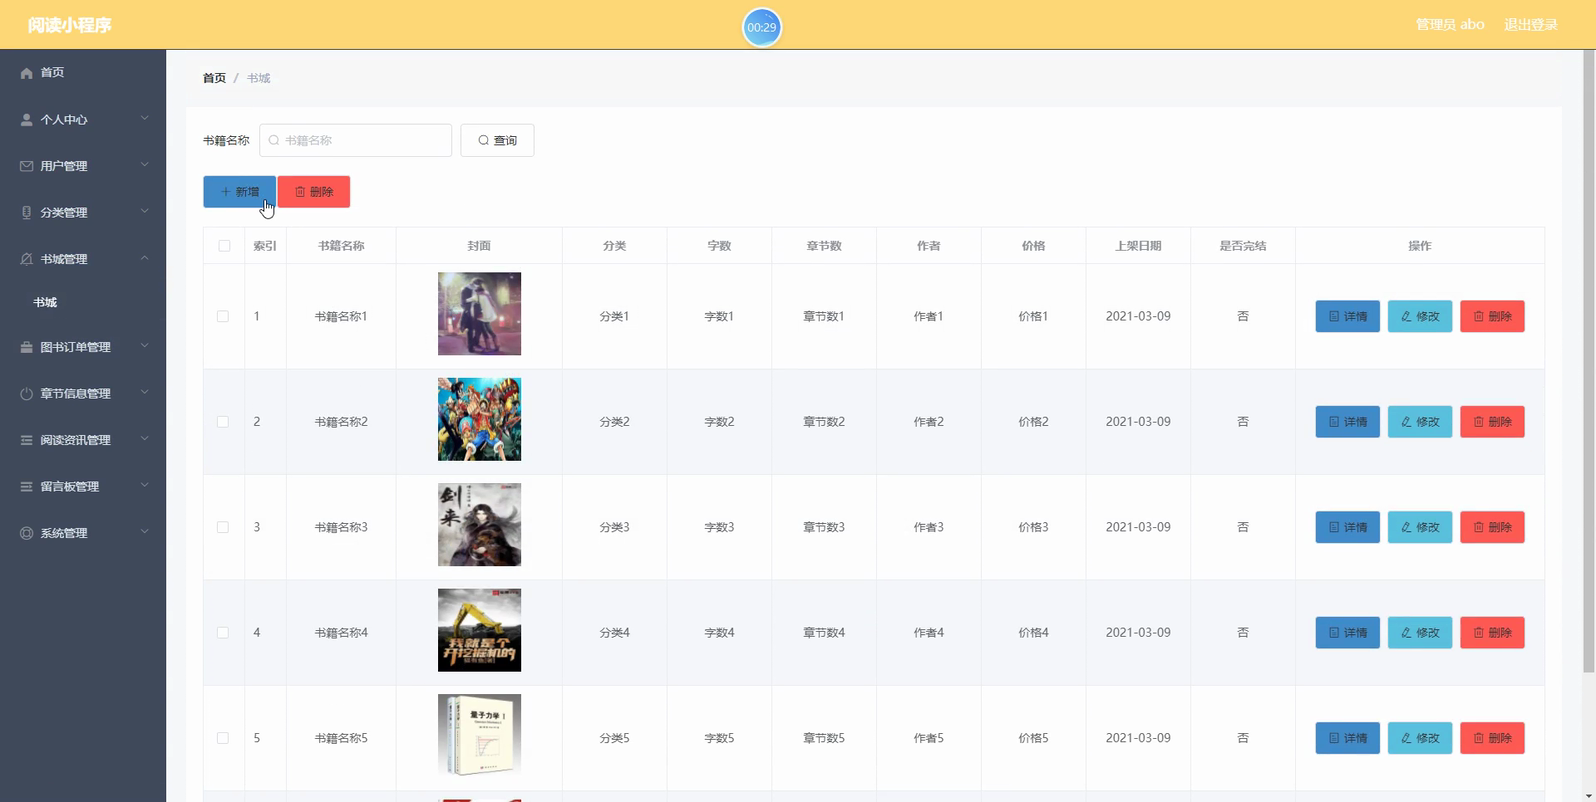 阅读小程序
00:29
管理员 abo
退出登录
首页
个人中心
用户管理
分类管理
书城管理
书城
图书订单管理
章节信息管理
阅读资讯管理
留言板管理
系统管理
首页 / 书城
书籍名称 书籍名称 查询
新增 删除
索引 书籍名称 封面 分类 字数 章节数 作者 价格 上架日期 是否完结 操作
1 书籍名称1 分类1 字数1 章节数1 作者1 价格1 2021-03-09 否 详情 修改 删除
2 书籍名称2 分类2 字数2 章节数2 作者2 价格2 2021-03-09 否 详情 修改 删除
剑来
3 书籍名称3 分类3 字数3 章节数3 作者3 价格3 2021-03-09 否 详情 修改 删除
4 书籍名称4 分类4 字数4 章节数4 作者4 价格4 2021-03-09 否 详情 修改 删除
我就是个
开挖掘机的
量子力学 I
5 书籍名称5 分类5 字数5 章节数5 作者5 价格5 2021-03-09 否 详情 修改 删除